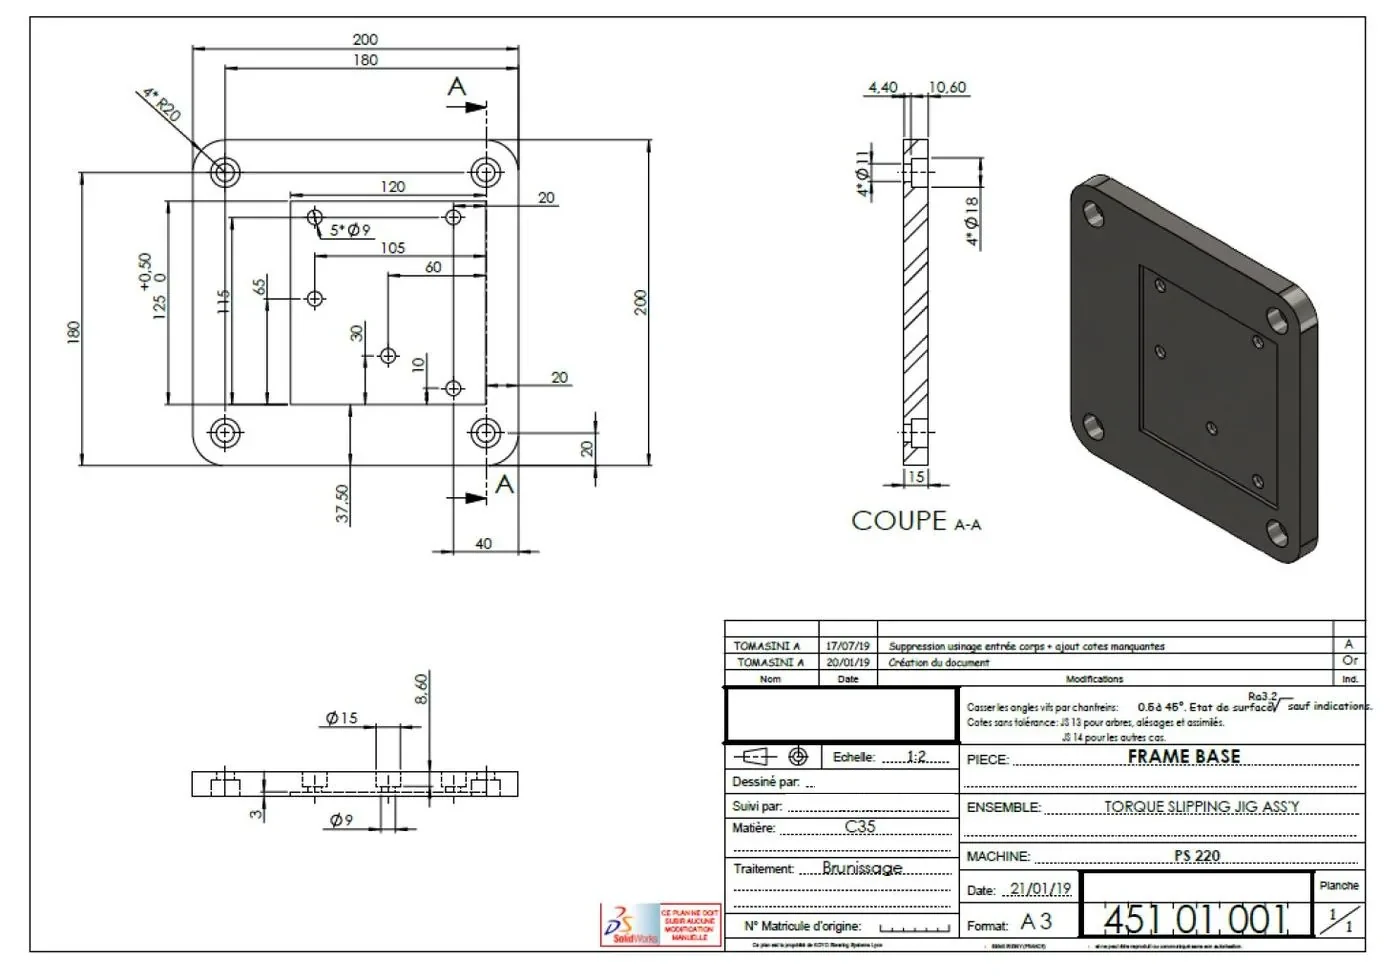 200
180
A
4* R20
120
20
5*Ø9
105
60
+0,50
125 0
115
65
180
30
10
200
20
20
A
37,50
40
4,40
10,60
4*Ø11
4*Ø18
15
COUPE A-A
8,60
Ø15
3
Ø9
TOMASINI A 17/07/19 Suppression usinage entrée corps + ajout cotes manquantes A
TOMASINI A 20/01/19 Création du document Or
Nom Date Modifications Ind.
Casser les angles vifs par chanfreins: 0.5 à 45°. Etat de surface Ra3.2 sauf indications.
Cotes sans tolérance: JS 13 pour arbres, alésages et assimilés.
JS 14 pour les autres cas.
Echelle: 1:2
PIECE: FRAME BASE
Dessiné par:
Suivi par:
ENSEMBLE: TORQUE SLIPPING JIG ASS'Y
Matière: C35
MACHINE: PS 220
Traitement: Brunissage
Date: 21/01/19
Planche
N° Matricule d'origine:
Format: A3
451.01.001
1/1
SolidWorks
CE PLAN NE DOIT
SUBIR AUCUNE
MODIFICATION
MANUELLE